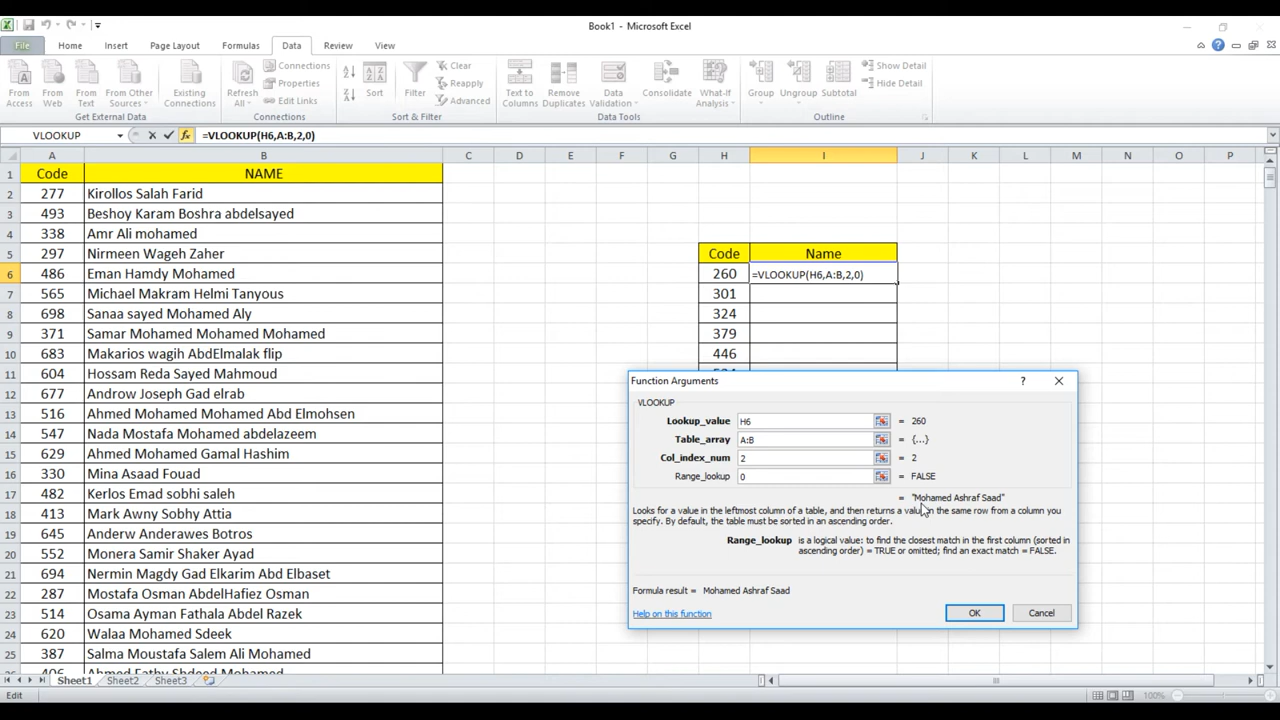 Book1 - Microsoft Excel
File Home Insert Page Layout Formulas Data Review View
From Access
From Web
From Text
From Other Sources
Existing Connections
Get External Data
Refresh All
Connections
Properties
Edit Links
Connections
Sort
Filter
Clear
Reapply
Advanced
Sort & Filter
Text to Columns
Remove Duplicates
Data Validation
Consolidate
What-If Analysis
Data Tools
Group
Ungroup
Subtotal
Show Detail
Hide Detail
Outline
VLOOKUP fx =VLOOKUP(H6,A:B,2,0)
A B C D E F G H I J K L M N O P
1 Code NAME
2 277 Kirollos Salah Farid
3 493 Beshoy Karam Boshra abdelsayed
4 338 Amr Ali mohamed
5 297 Nirmeen Wageh Zaher Code Name
6 486 Eman Hamdy Mohamed 260 =VLOOKUP(H6,A:B,2,0)
7 565 Michael Makram Helmi Tanyous 301
8 698 Sanaa sayed Mohamed Aly 324
9 371 Samar Mohamed Mohamed Mohamed 379
10 683 Makarios wagih AbdElmalak flip 446
11 604 Hossam Reda Sayed Mahmoud
12 677 Androw Joseph Gad elrab
13 516 Ahmed Mohamed Mohamed Abd Elmohsen
14 547 Nada Mostafa Mohamed abdelazeem
15 629 Ahmed Mohamed Gamal Hashim
16 330 Mina Asaad Fouad
17 482 Kerlos Emad sobhi saleh
18 413 Mark Awny Sobhy Attia
19 645 Anderw Anderawes Botros
20 552 Monera Samir Shaker Ayad
21 694 Nermin Magdy Gad Elkarim Abd Elbaset
22 287 Mostafa Osman AbdelHafiez Osman
23 514 Osama Ayman Fathala Abdel Razek
24 620 Walaa Mohamed Sdeek
25 387 Salma Moustafa Salem Ali Mohamed
406 Ahmed Fathy Shdeed Mohamed
Function Arguments ?
VLOOKUP
Lookup_value H6 = 260
Table_array A:B = {...}
Col_index_num 2 = 2
Range_lookup 0 = FALSE
= "Mohamed Ashraf Saad"
Looks for a value in the leftmost column of a table, and then returns a value in the same row from a column you
specify. By default, the table must be sorted in an ascending order.
Range_lookup is a logical value: to find the closest match in the first column (sorted in
ascending order) = TRUE or omitted; find an exact match = FALSE.
Formula result = Mohamed Ashraf Saad
Help on this function OK Cancel
Sheet1 Sheet2 Sheet3
Edit 100%